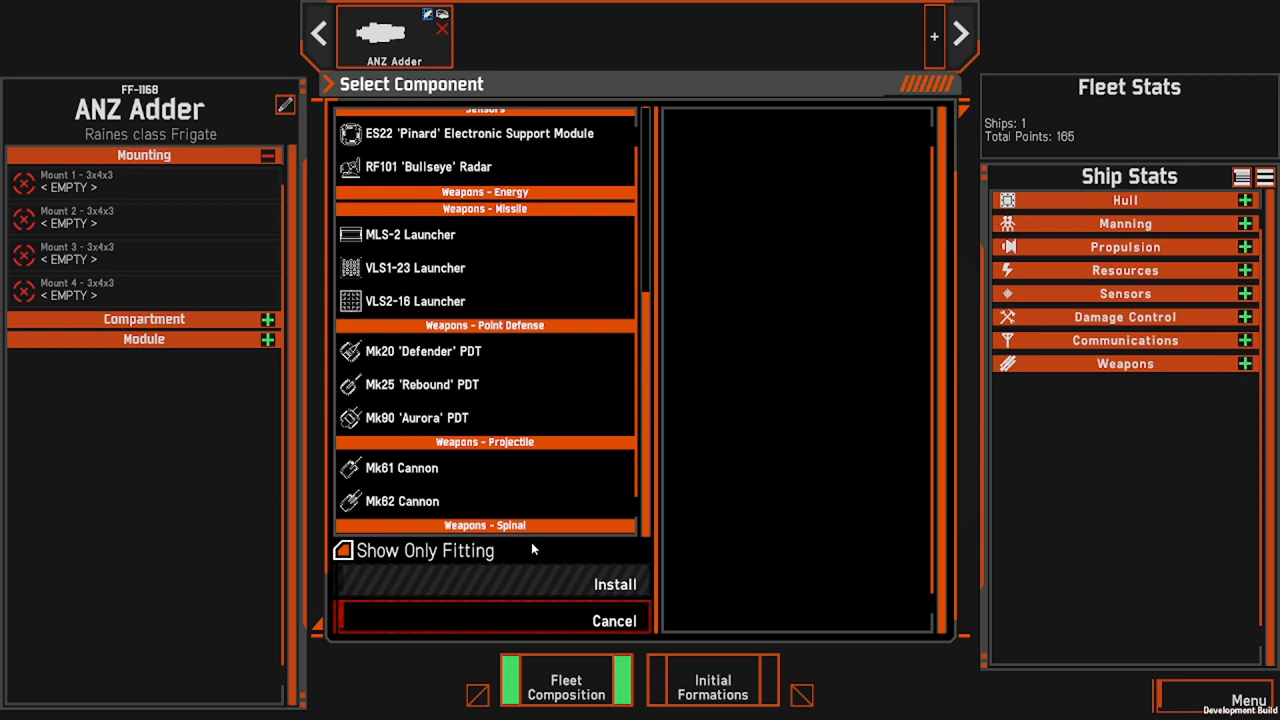 ANZ Adder
Select Component
FF-1168
ANZ Adder
Raines class Frigate
Mounting
Mount 1 - 3x4x3
< EMPTY >
Mount 2 - 3x4x3
< EMPTY >
Mount 3 - 3x4x3
< EMPTY >
Mount 4 - 3x4x3
< EMPTY >
Compartment
Module
Sensors
ES22 'Pinard' Electronic Support Module
RF101 'Bullseye' Radar
Weapons - Energy
Weapons - Missile
MLS-2 Launcher
VLS1-23 Launcher
VLS2-16 Launcher
Weapons - Point Defense
Mk20 'Defender' PDT
Mk25 'Rebound' PDT
Mk90 'Aurora' PDT
Weapons - Projectile
Mk61 Cannon
Mk62 Cannon
Weapons - Spinal
Show Only Fitting
Install
Cancel
Fleet
Composition
Initial
Formations
Fleet Stats
Ships: 1
Total Points: 165
Ship Stats
Hull
Manning
Propulsion
Resources
Sensors
Damage Control
Communications
Weapons
Menu
Development Build